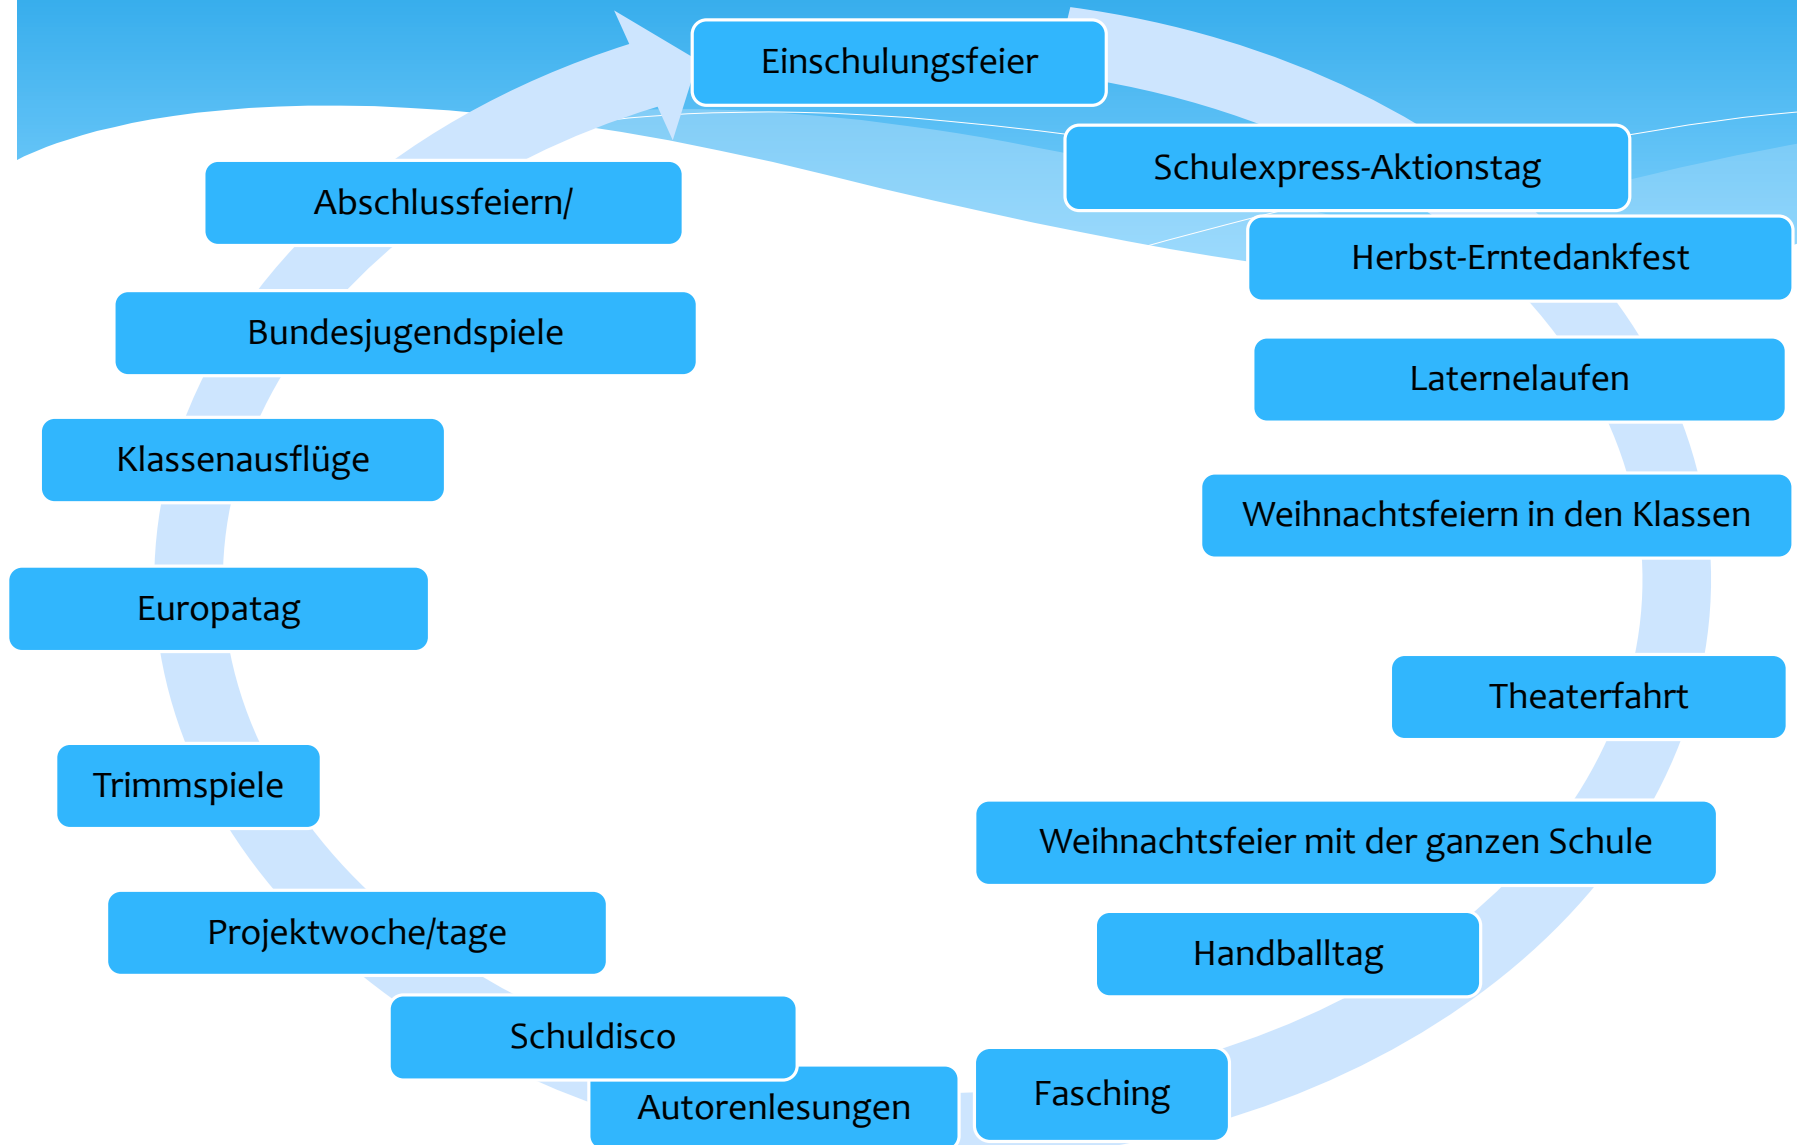 Einschulungsfeier
Schulexpress-Aktionstag
Herbst-Erntedankfest
Laternelaufen
Weihnachtsfeiern in den Klassen
Theaterfahrt
Weihnachtsfeier mit der ganzen Schule
Handballtag
Fasching
Autorenlesungen
Schuldisco
Projektwoche/tage
Trimmspiele
Europatag
Klassenausflüge
Bundesjugendspiele
Abschlussfeiern/